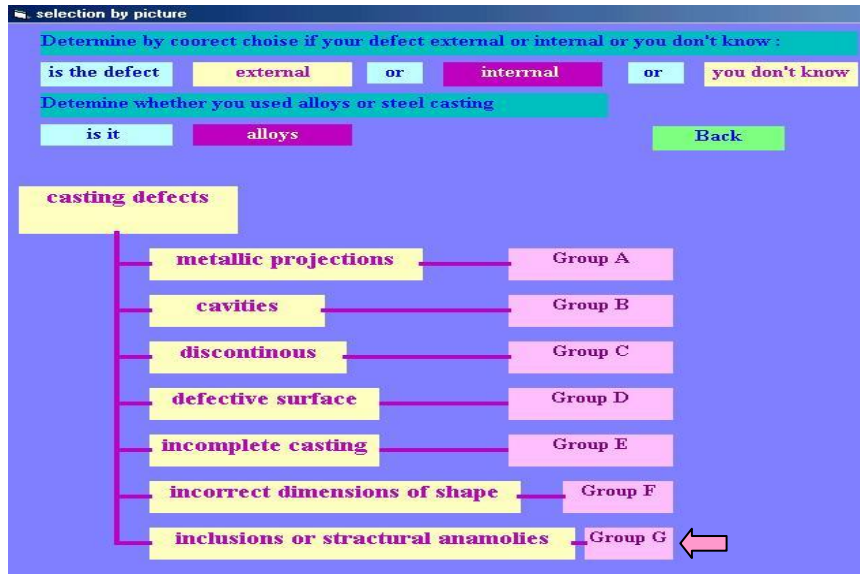 selection by picture
Determine by coorect choise if your defect external or internal or you don't know :
is the defect external or interrnal or you don't know
Detemine whether you used alloys or steel casting
is it alloys Back
casting defects
metallic projections Group A
cavities Group B
discontinous Group C
defective surface Group D
incomplete casting Group E
incorrect dimensions of shape Group F
inclusions or stractural anamolies Group G